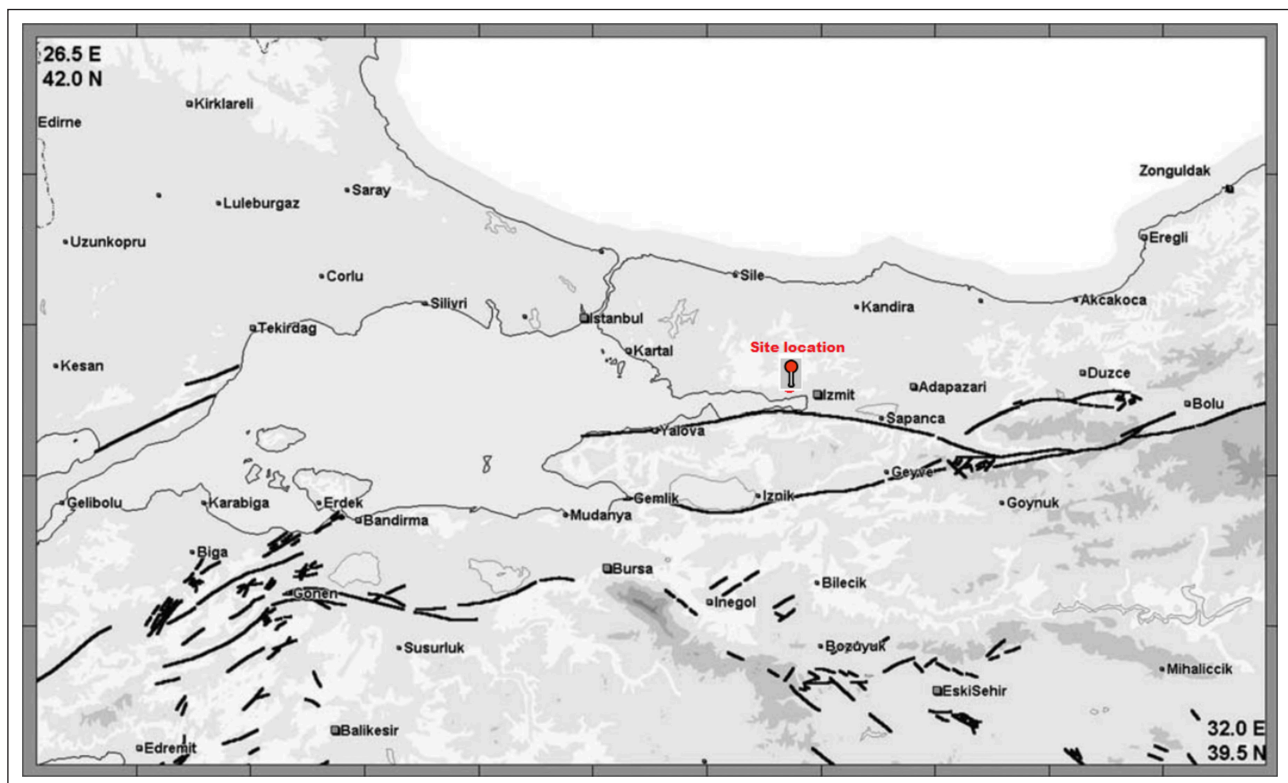 26.5 E
42.0 N
Kirklareli
Edirne
Zonguldak
Saray
Luleburgaz
Uzunkopru
Eregli
Corlu
Sile
Silivri
Kandira
Akcakoca
Istanbul
Tekirdag
Site location
Kartal
Kesan
Duzce
Izmit
Adapazari
Bolu
Sapanca
Yalova
Geyve
Gelibolu
Karabiga
Erdek
Gemlik
Iznik
Goynuk
Bandirma
Mudanya
Biga
Bursa
Bilecik
Gonen
Inegol
Susurluk
Bozuyuk
Mihaliccik
EskiSehir
Balikesir
32.0 E
39.5 N
Edremit